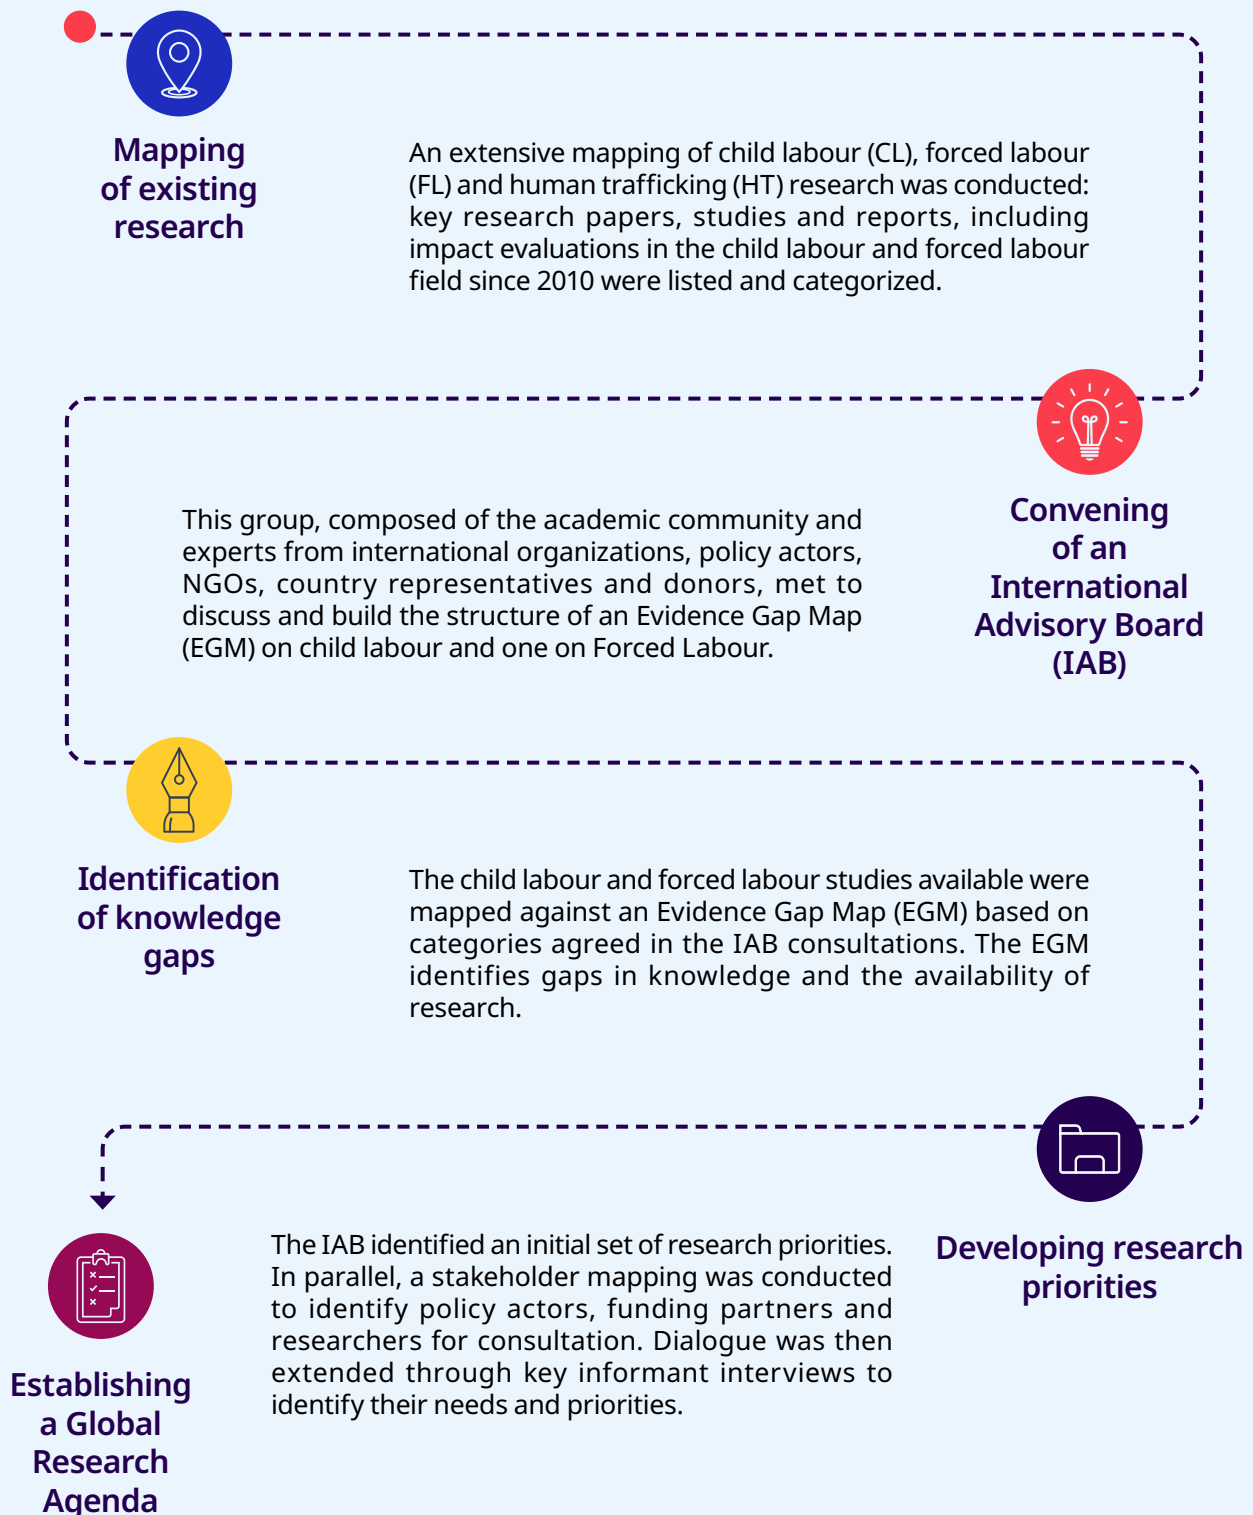 Mapping
of existing
research
An extensive mapping of child labour (CL), forced labour
(FL) and human trafficking (HT) research was conducted:
key research papers, studies and reports, including
impact evaluations in the child labour and forced labour
field since 2010 were listed and categorized.
Convening
of an
International
Advisory Board
(IAB)
This group, composed of the academic community and
experts from international organizations, policy actors,
NGOs, country representatives and donors, met to
discuss and build the structure of an Evidence Gap Map
(EGM) on child labour and one on Forced Labour.
Identification
of knowledge
gaps
The child labour and forced labour studies available were
mapped against an Evidence Gap Map (EGM) based on
categories agreed in the IAB consultations. The EGM
identifies gaps in knowledge and the availability of
research.
Developing research
priorities
The IAB identified an initial set of research priorities.
In parallel, a stakeholder mapping was conducted
to identify policy actors, funding partners and
researchers for consultation. Dialogue was then
extended through key informant interviews to
identify their needs and priorities.
Establishing
a Global
Research
Agenda